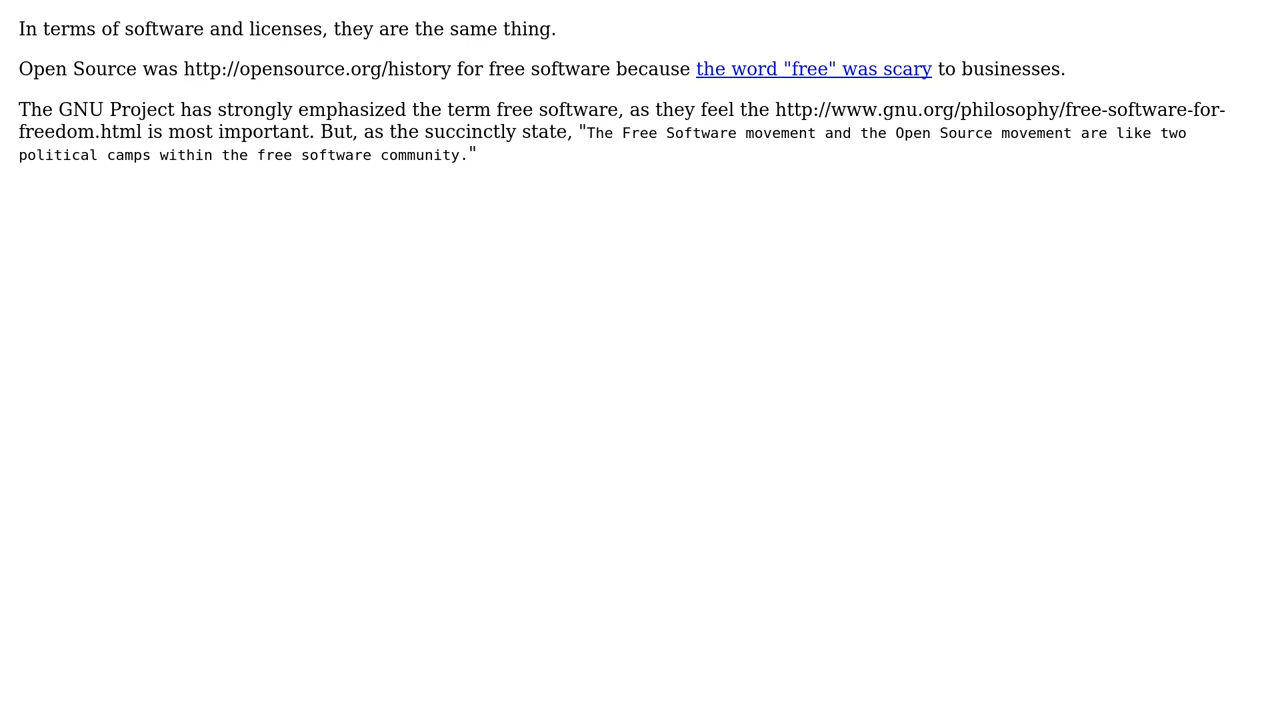 In terms of software and licenses, they are the same thing.
Open Source was http://opensource.org/history for free software because the word "free" was scary to businesses.
The GNU Project has strongly emphasized the term free software, as they feel the http://www.gnu.org/philosophy/free-software-for-
freedom.html is most important. But, as the succinctly state, "The Free Software movement and the Open Source movement are like two
political camps within the free software community."